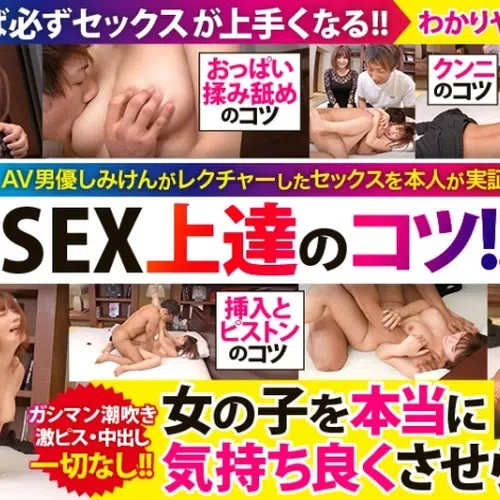 ば必ずセックスが上手くなる!!
わかりや
おっぱい
揉み舐め
のコツ
クンニ
のコツ
AV男優しみけんがレクチャーしたセックスを本人が実証
SEX上達のコツ!
挿入と
ピストン
のコツ
ガシマン潮吹き
激ピス・中出し
一切なし!!
女の子を本当に
気持ち良くさせ